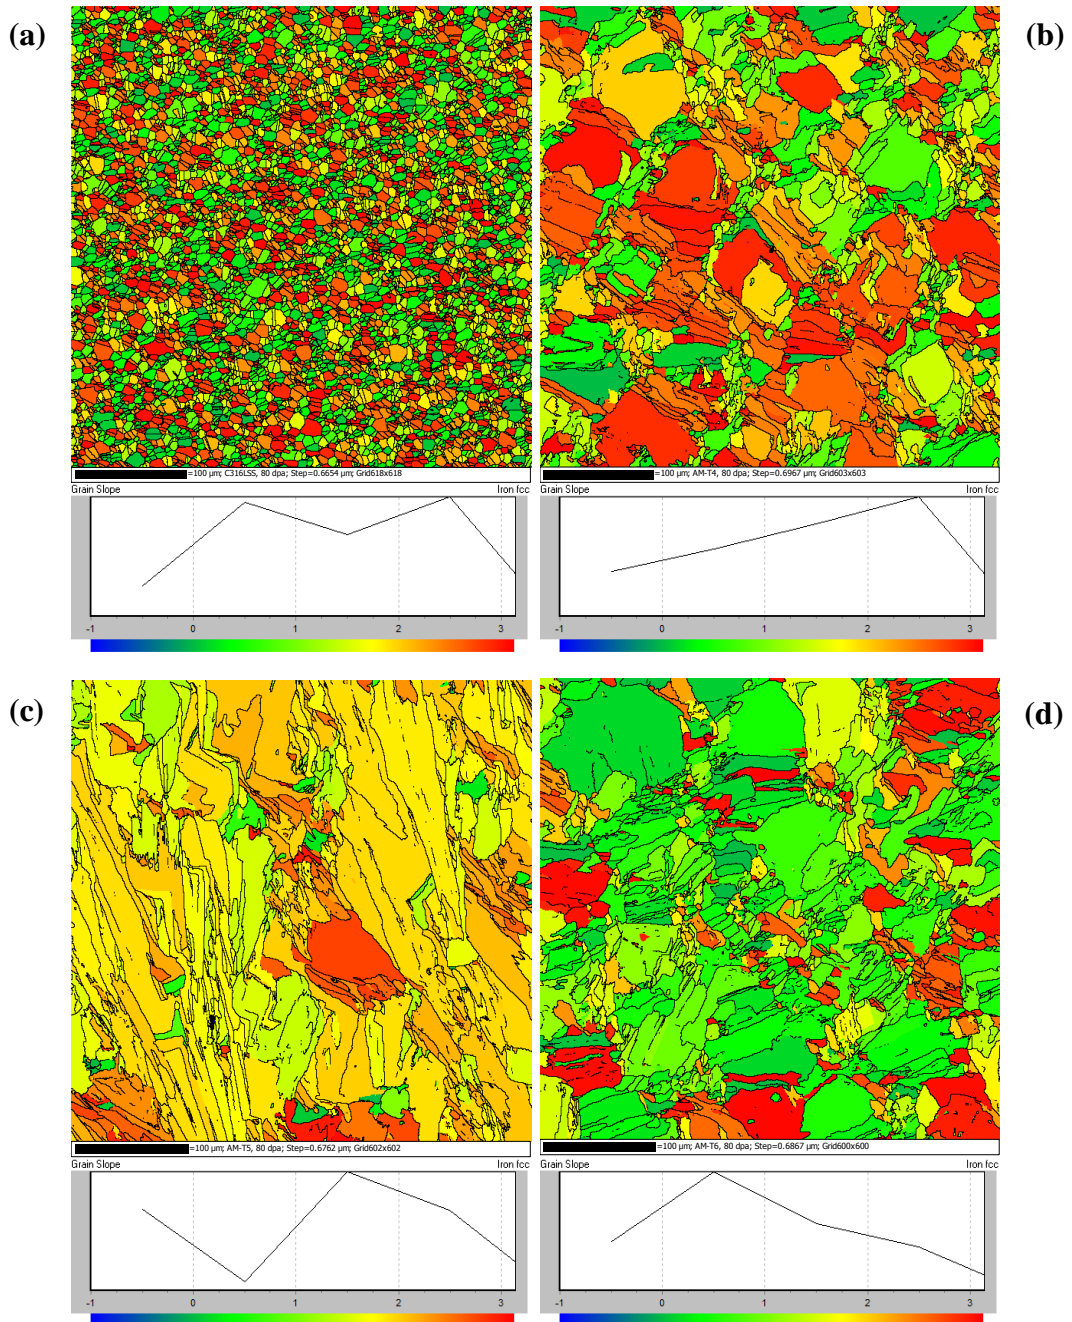 (a)
(b)
=100 µm; C316LSS, 80 dpa; Step=0.6654 µm; Grid618x618
=100 µm; AM-T4, 80 dpa; Step=0.6967 µm; Grid603x603
Grain Slope Iron fcc
Grain Slope Iron fcc
-1 0 1 2 3
-1 0 1 2 3
(c)
(d)
=100 µm; AM-T5, 80 dpa; Step=0.6762 µm; Grid602x602
=100 µm; AM-T6, 80 dpa; Step=0.6867 µm; Grid600x600
Grain Slope Iron fcc
Grain Slope Iron fcc
-1 0 1 2 3
-1 0 1 2 3